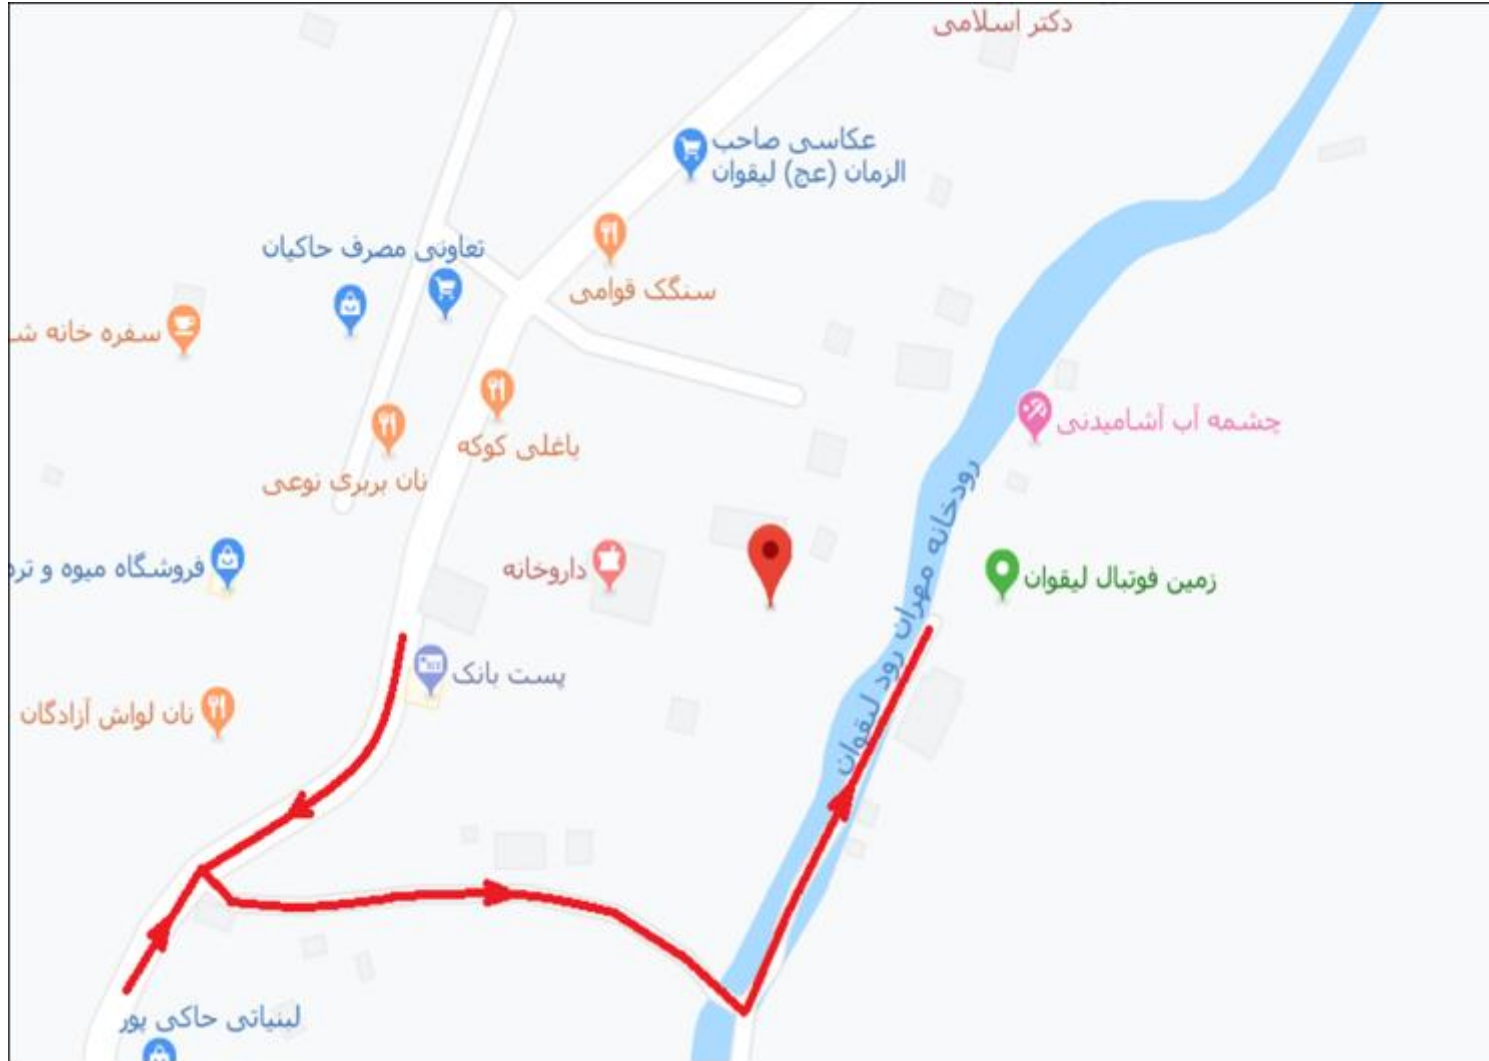 دکتر اسلامی
عکاسی صاحب
الزمان (عج) لیقوان
تعاونی مصرف حاکیان
سنگک قوامی
سفره خانه شـ
چشمه آب آشامیدنی
باغلی کوکه
نان بربری نوعی
فروشگاه میوه و تره
داروخانه
زمین فوتبال لیقوان
رودخانه مهران رود لیقوان
پست بانک
نان لواش آزادگان
لبنیاتی حاکی پور